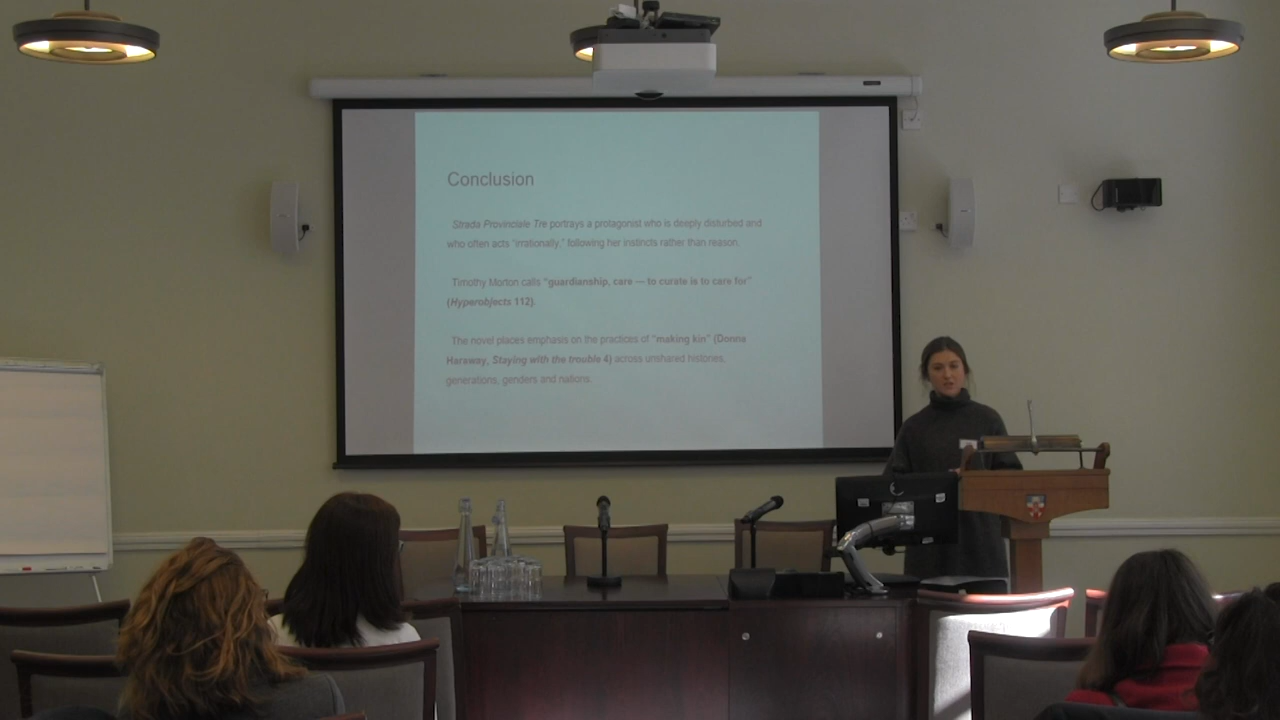 Conclusion
Strada Provinciale Tre portrays a protagonist who is deeply disturbed and
who often acts "irrationally," following her instincts rather than reason.
Timothy Morton calls "guardianship, care — to curate is to care for"
(Hyperobjects 112).
The novel places emphasis on the practices of "making kin" (Donna
Haraway, Staying with the trouble 4) across unshared histories,
generations, genders and nations.